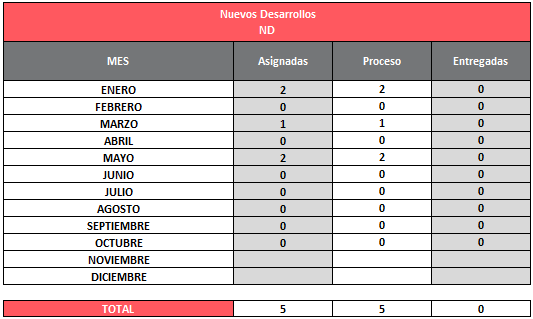 Nuevos Desarrollos
ND
MES Asignadas Proceso Entregadas
ENERO 2 2 0
FEBRERO 0 0 0
MARZO 1 1 0
ABRIL 0 0 0
MAYO 2 2 0
JUNIO 0 0 0
JULIO 0 0 0
AGOSTO 0 0 0
SEPTIEMBRE 0 0 0
OCTUBRE 0 0 0
NOVIEMBRE
DICIEMBRE
TOTAL 5 5 0